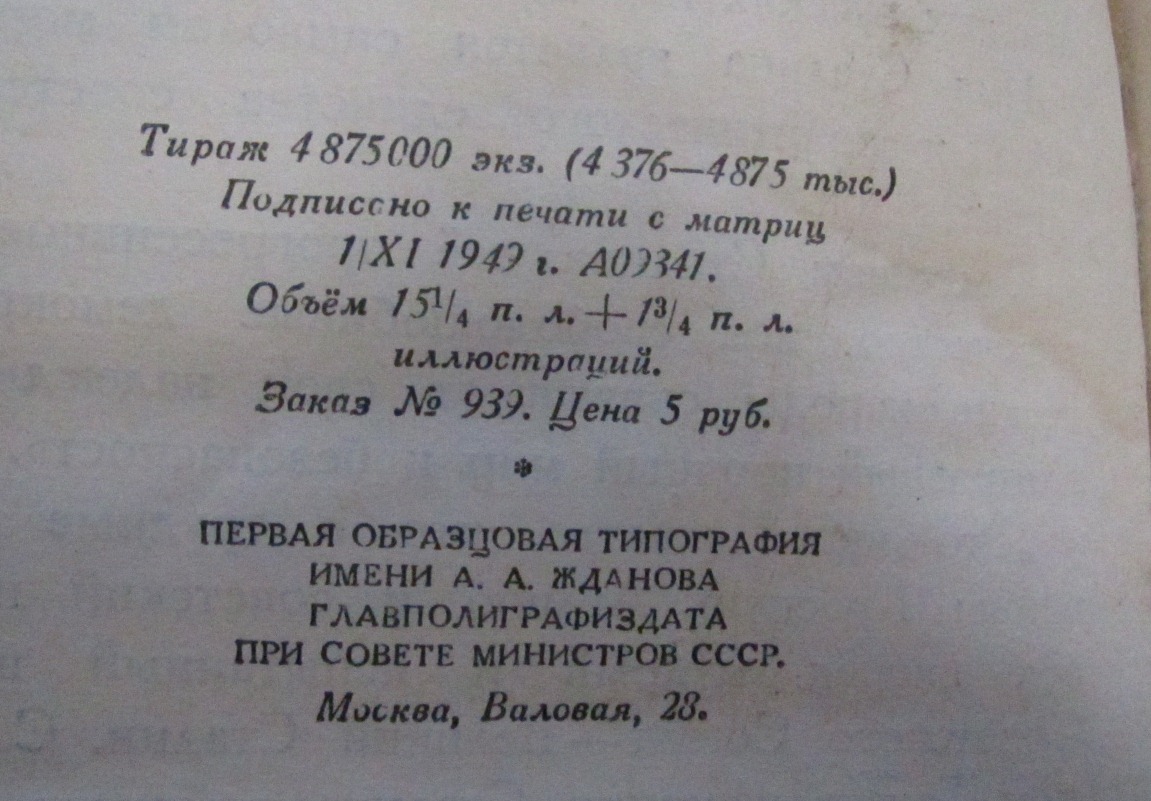 Тираж 4 875000 экз. (4 376—4875 тыс.)
Подписано к печати с матриц
1/XI 1949 г. А09341.
Объём 15¹/₄ п. л. + 1³/₄ п. л.
иллюстраций.
Заказ № 939. Цена 5 руб.
*
ПЕРВАЯ ОБРАЗЦОВАЯ ТИПОГРАФИЯ
ИМЕНИ А. А. ЖДАНОВА
ГЛАВПОЛИГРАФИЗДАТА
ПРИ СОВЕТЕ МИНИСТРОВ СССР.
Москва, Валовая, 28.